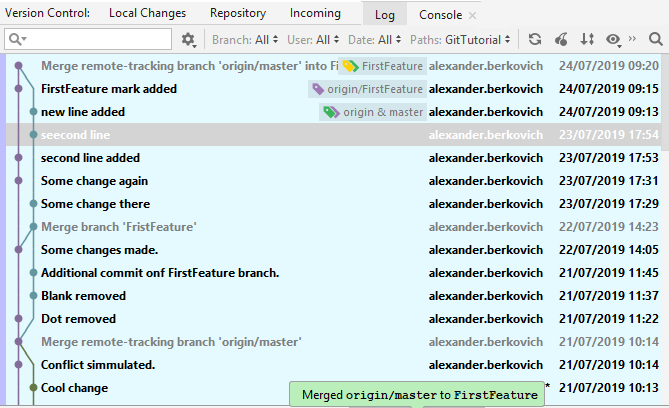 Version Control: Local Changes Repository Incoming Log Console
Branch: All User: All Date: All Paths: GitTutorial
Merge remote-tracking branch 'origin/master' into Fi FirstFeature alexander.berkovich 24/07/2019 09:20
FirstFeature mark added origin/FirstFeature alexander.berkovich 24/07/2019 09:15
new line added origin & master alexander.berkovich 24/07/2019 09:13
seecond line alexander.berkovich 23/07/2019 17:54
second line added alexander.berkovich 23/07/2019 17:53
Some change again alexander.berkovich 23/07/2019 17:31
Some change there alexander.berkovich 23/07/2019 17:29
Merge branch 'FristFeature' alexander.berkovich 22/07/2019 14:23
Some changes made. alexander.berkovich 22/07/2019 14:05
Additional commit onf FirstFeature branch. alexander.berkovich 21/07/2019 11:45
Blank removed alexander.berkovich 21/07/2019 11:37
Dot removed alexander.berkovich 21/07/2019 11:22
Merge remote-tracking branch 'origin/master' alexander.berkovich 21/07/2019 10:14
Conflict simmulated. alexander.berkovich 21/07/2019 10:14
Cool change * 21/07/2019 10:13
Merged origin/master to FirstFeature